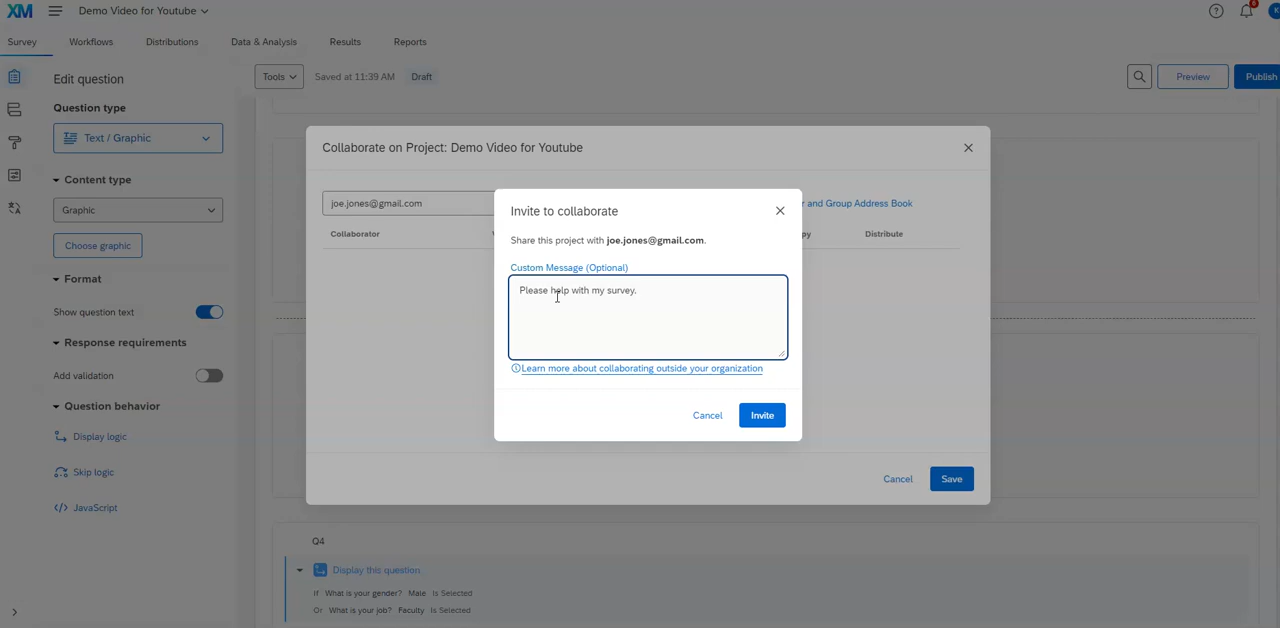 XM
Demo Video for Youtube
6
K
Survey
Workflows
Distributions
Data & Analysis
Results
Reports
Edit question
Tools
Saved at 11:39 AM
Draft
Preview
Publish
Question type
Text / Graphic
Content type
Graphic
Choose graphic
Format
Show question text
Response requirements
Add validation
Question behavior
Display logic
Skip logic
JavaScript
Collaborate on Project: Demo Video for Youtube
joe.jones@gmail.com
r and Group Address Book
Collaborator
Distribute
Invite to collaborate
Share this project with joe.jones@gmail.com.
Custom Message (Optional)
Please help with my survey.
Learn more about collaborating outside your organization
Cancel
Invite
Cancel
Save
Q4
Display this question
If What is your gender? Male Is Selected
Or What is your job? Faculty Is Selected